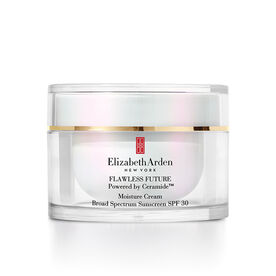 Elizabeth Arden
NEW YORK
FLAWLESS FUTURE
Powered by Ceramide™
Moisture Cream
Broad Spectrum Sunscreen SPF 30